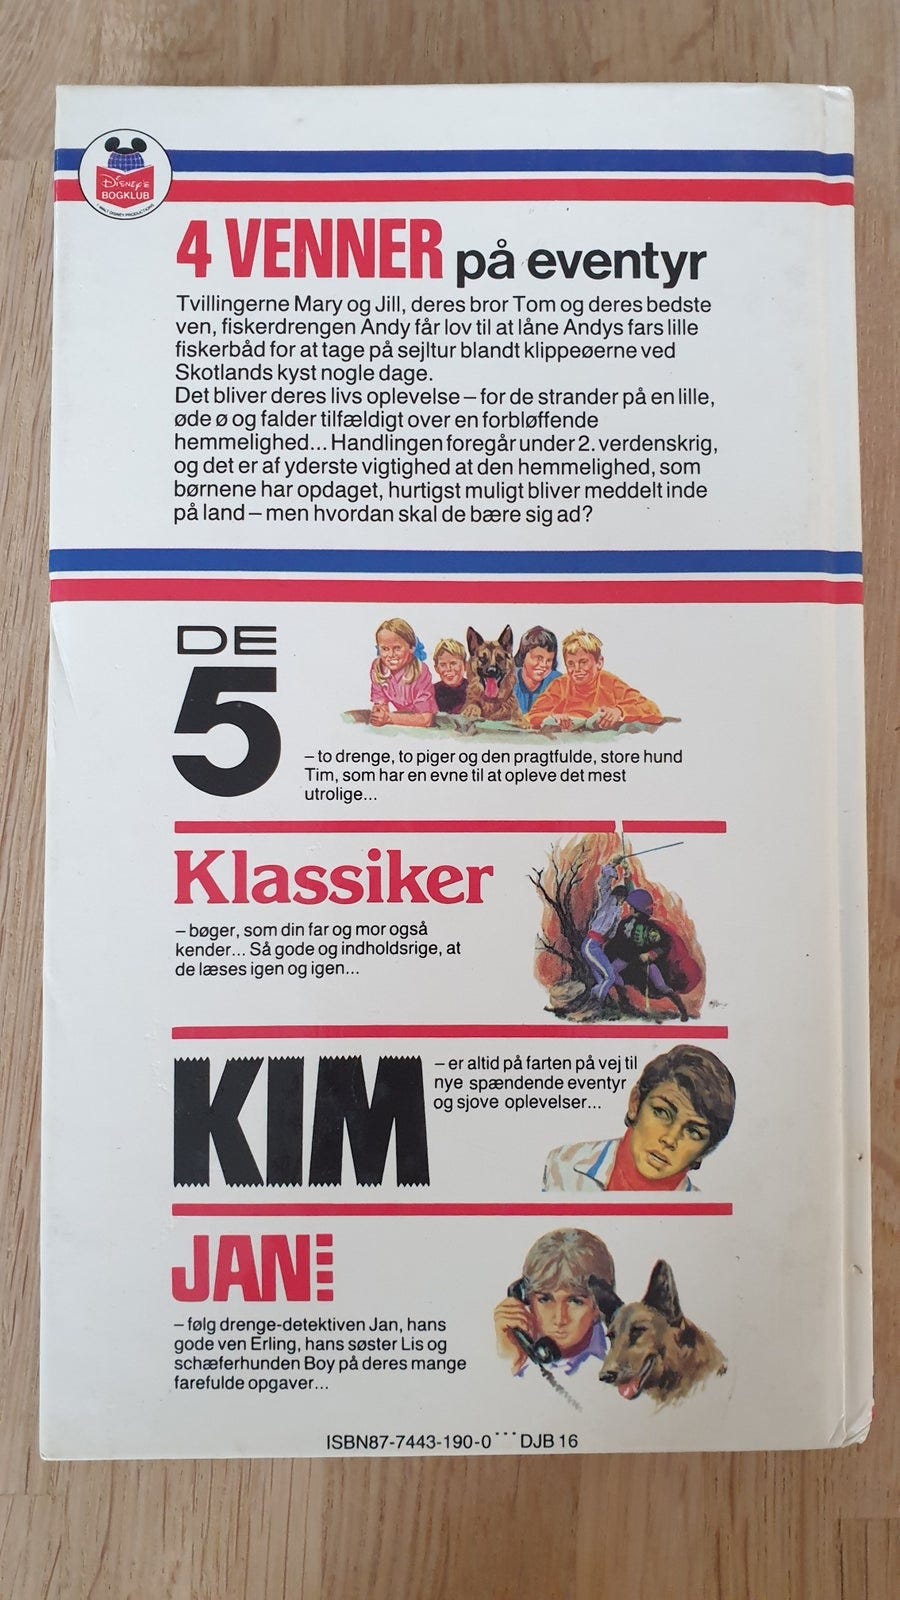 DISNEY'S
BOGKLUB
© WALT DISNEY PRODUCTIONS
4 VENNER på eventyr
Tvillingerne Mary og Jill, deres bror Tom og deres bedste
ven, fiskerdrengen Andy får lov til at låne Andys fars lille
fiskerbåd for at tage på sejltur blandt klippeøerne ved
Skotlands kyst nogle dage.
Det bliver deres livs oplevelse – for de strander på en lille,
øde ø og falder tilfældigt over en forbløffende
hemmelighed... Handlingen foregår under 2. verdenskrig,
og det er af yderste vigtighed at den hemmelighed, som
børnene har opdaget, hurtigst muligt bliver meddelt inde
på land – men hvordan skal de bære sig ad?
DE
5
– to drenge, to piger og den pragtfulde, store hund
Tim, som har en evne til at opleve det mest
utrolige...
Klassiker
– bøger, som din far og mor også
kender... Så gode og indholdsrige, at
de læses igen og igen...
KIM
– er altid på farten på vej til
nye spændende eventyr
og sjove oplevelser...
JAN
– følg drenge-detektiven Jan, hans
gode ven Erling, hans søster Lis og
schæferhunden Boy på deres mange
farefulde opgaver...
ISBN87-7443-190-0 ... DJB 16